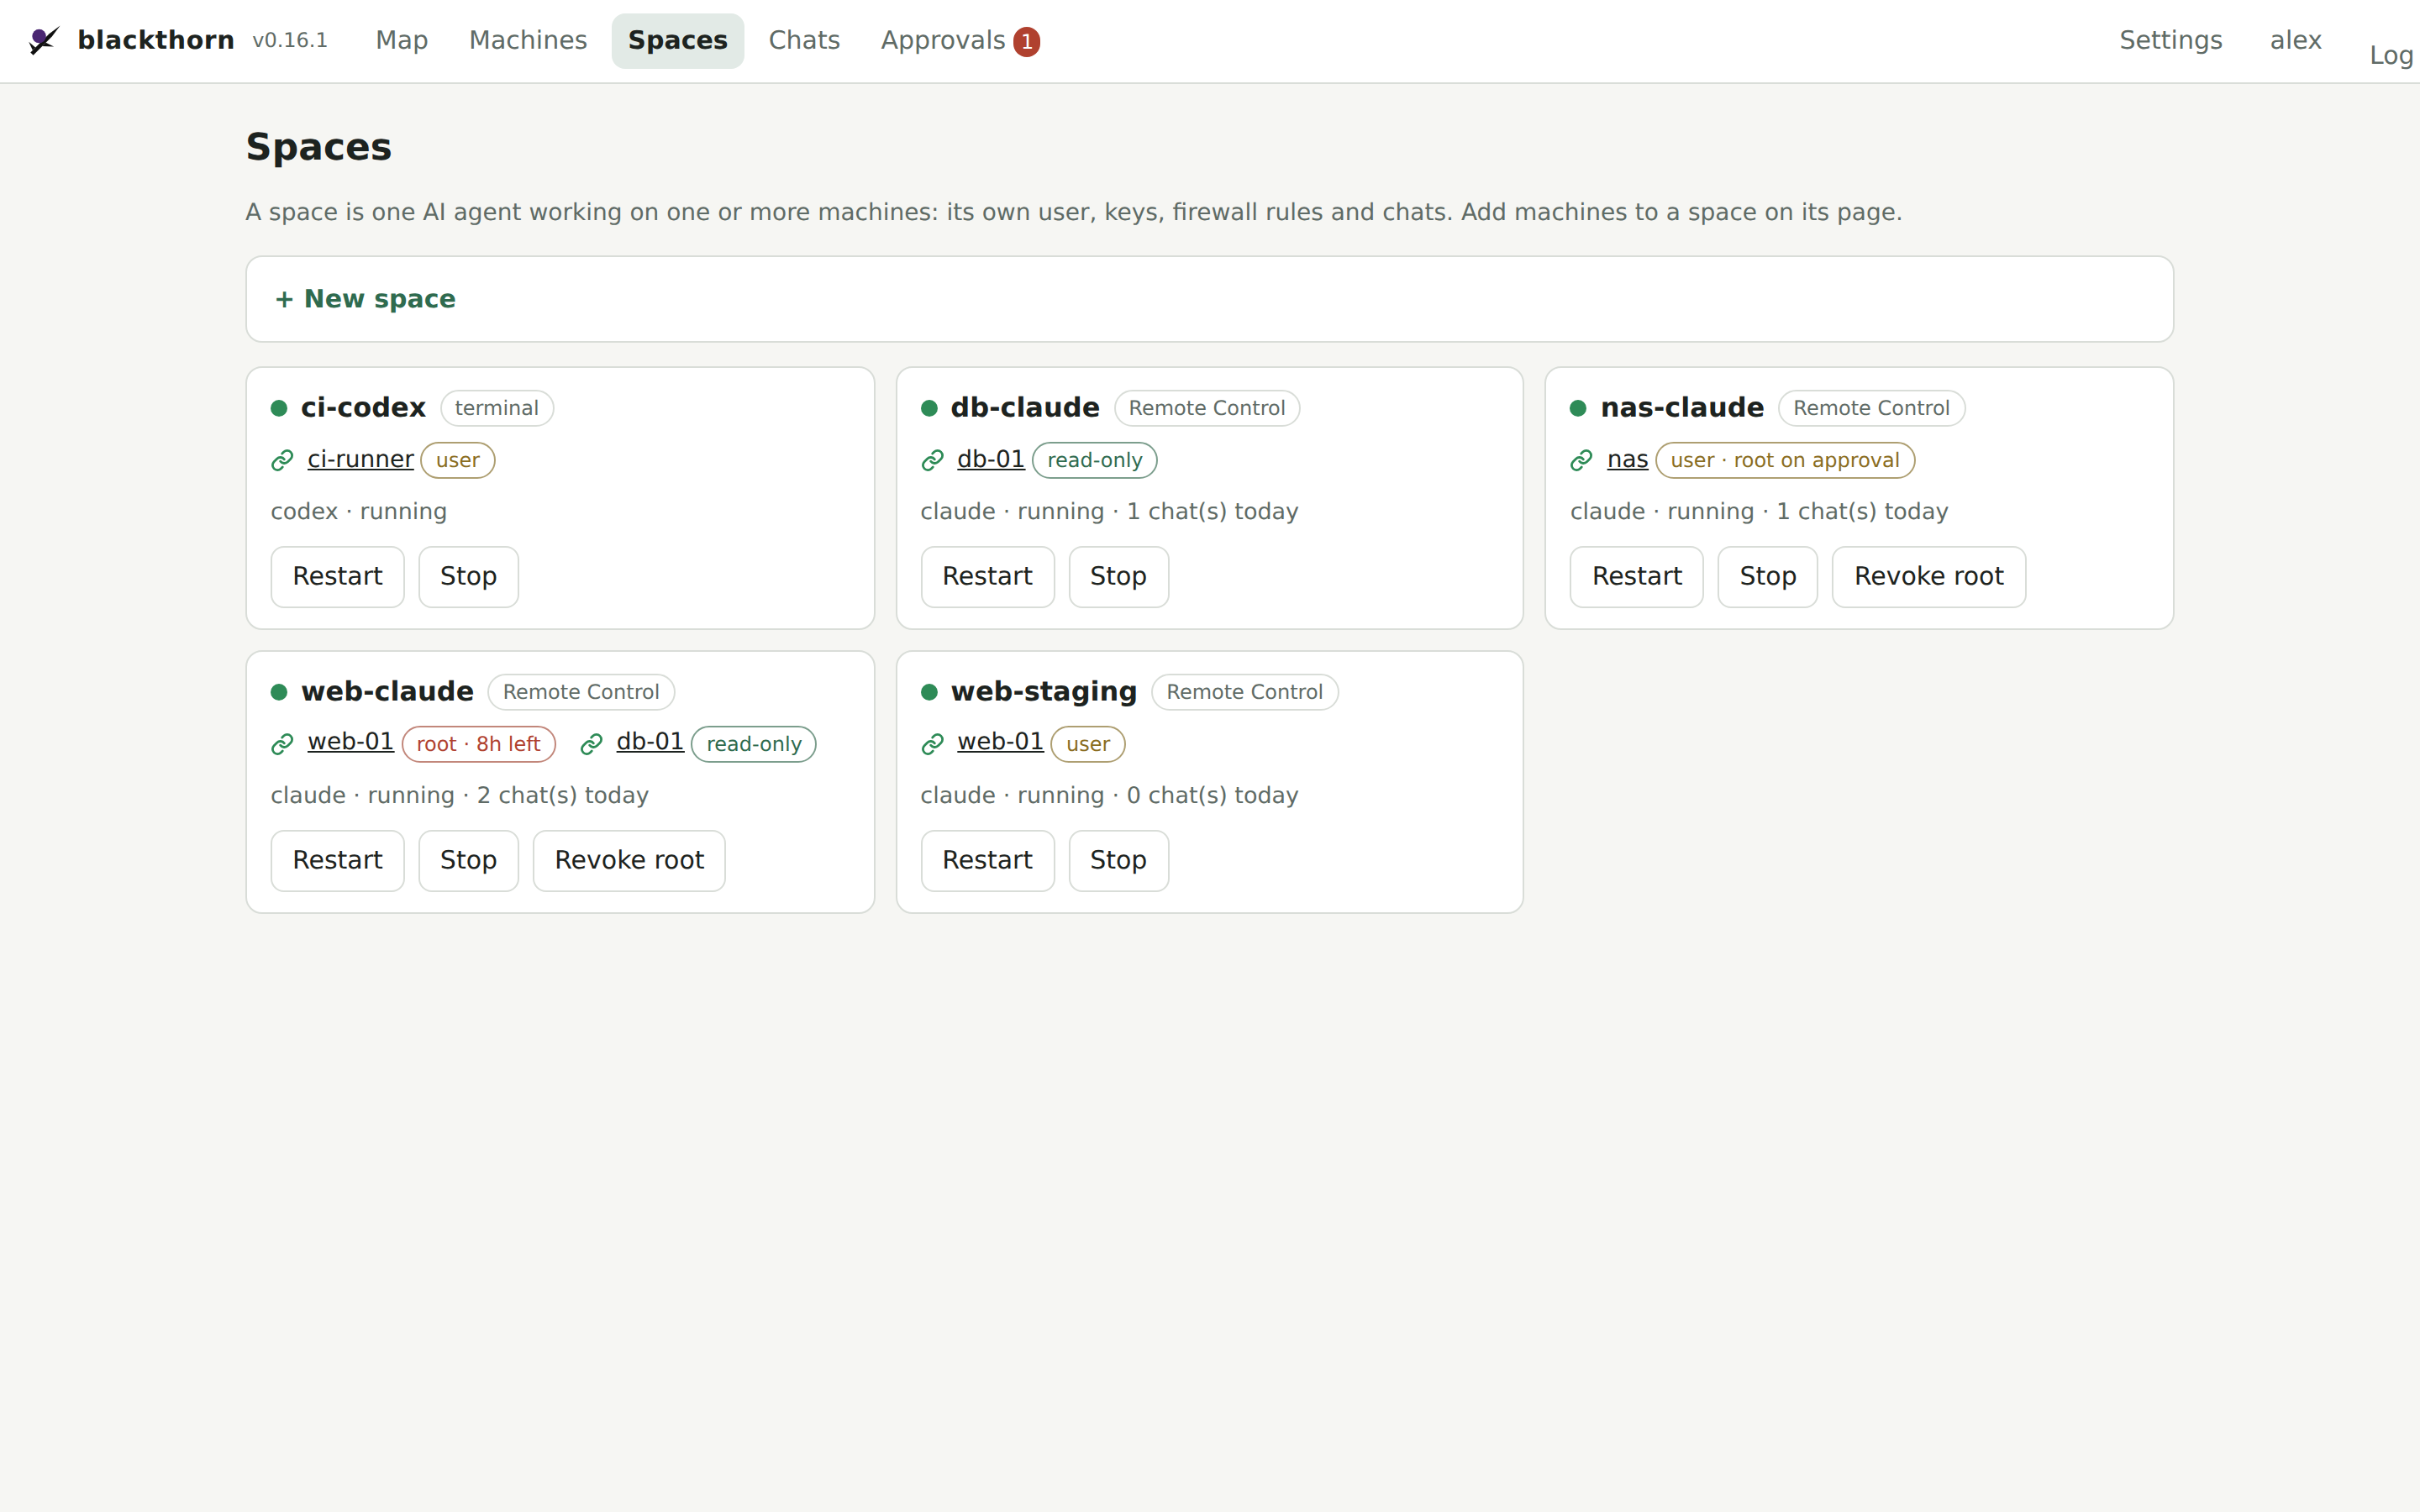 blackthorn v0.16.1 Map Machines Spaces Chats Approvals 1 Settings alex Log
Spaces
A space is one AI agent working on one or more machines: its own user, keys, firewall rules and chats. Add machines to a space on its page.
+ New space
ci-codex terminal
ci-runner user
codex · running
Restart Stop
db-claude Remote Control
db-01 read-only
claude · running · 1 chat(s) today
Restart Stop
nas-claude Remote Control
nas user · root on approval
claude · running · 1 chat(s) today
Restart Stop Revoke root
web-claude Remote Control
web-01 root · 8h left db-01 read-only
claude · running · 2 chat(s) today
Restart Stop Revoke root
web-staging Remote Control
web-01 user
claude · running · 0 chat(s) today
Restart Stop